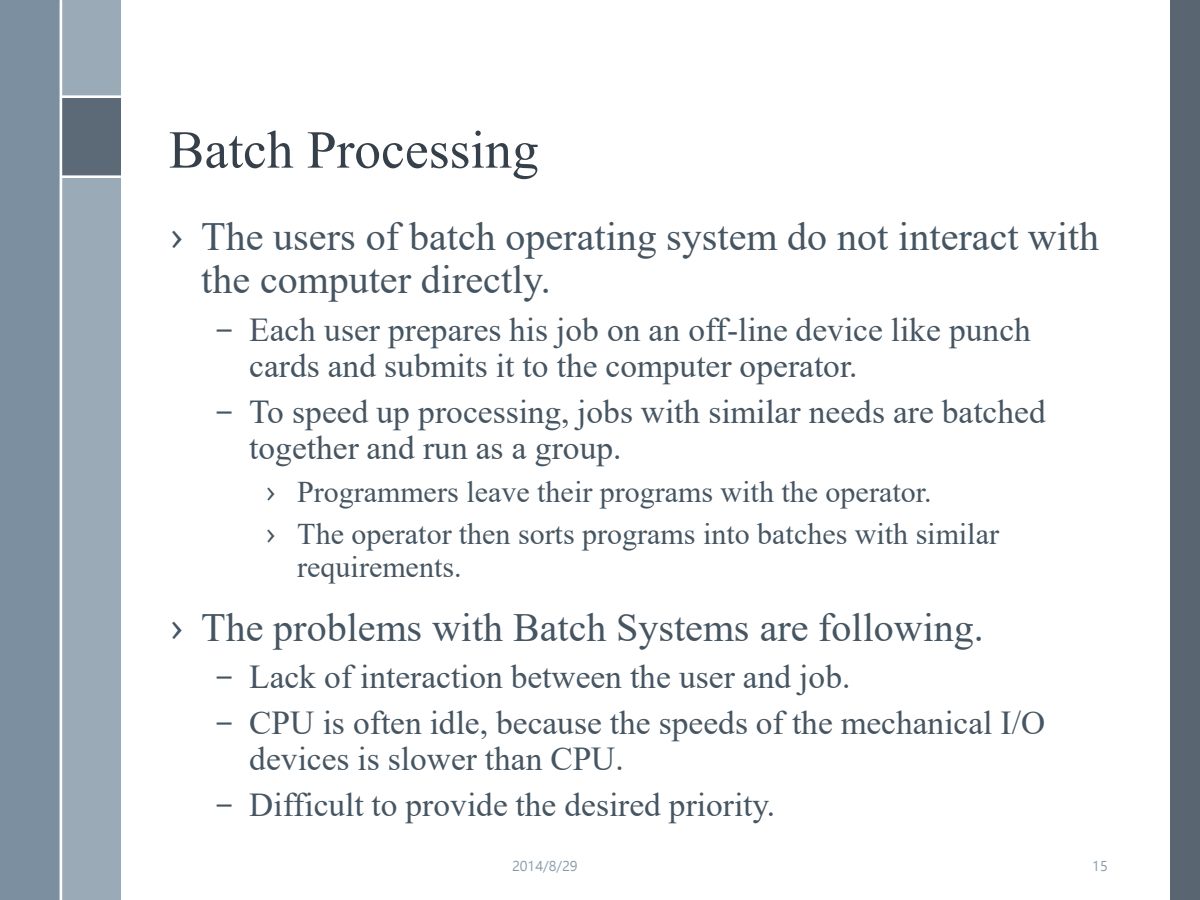 Batch Processing
› The users of batch operating system do not interact with
the computer directly.
– Each user prepares his job on an off-line device like punch
cards and submits it to the computer operator.
– To speed up processing, jobs with similar needs are batched
together and run as a group.
› Programmers leave their programs with the operator.
› The operator then sorts programs into batches with similar
requirements.
› The problems with Batch Systems are following.
– Lack of interaction between the user and job.
– CPU is often idle, because the speeds of the mechanical I/O
devices is slower than CPU.
– Difficult to provide the desired priority.
2014/8/29
15